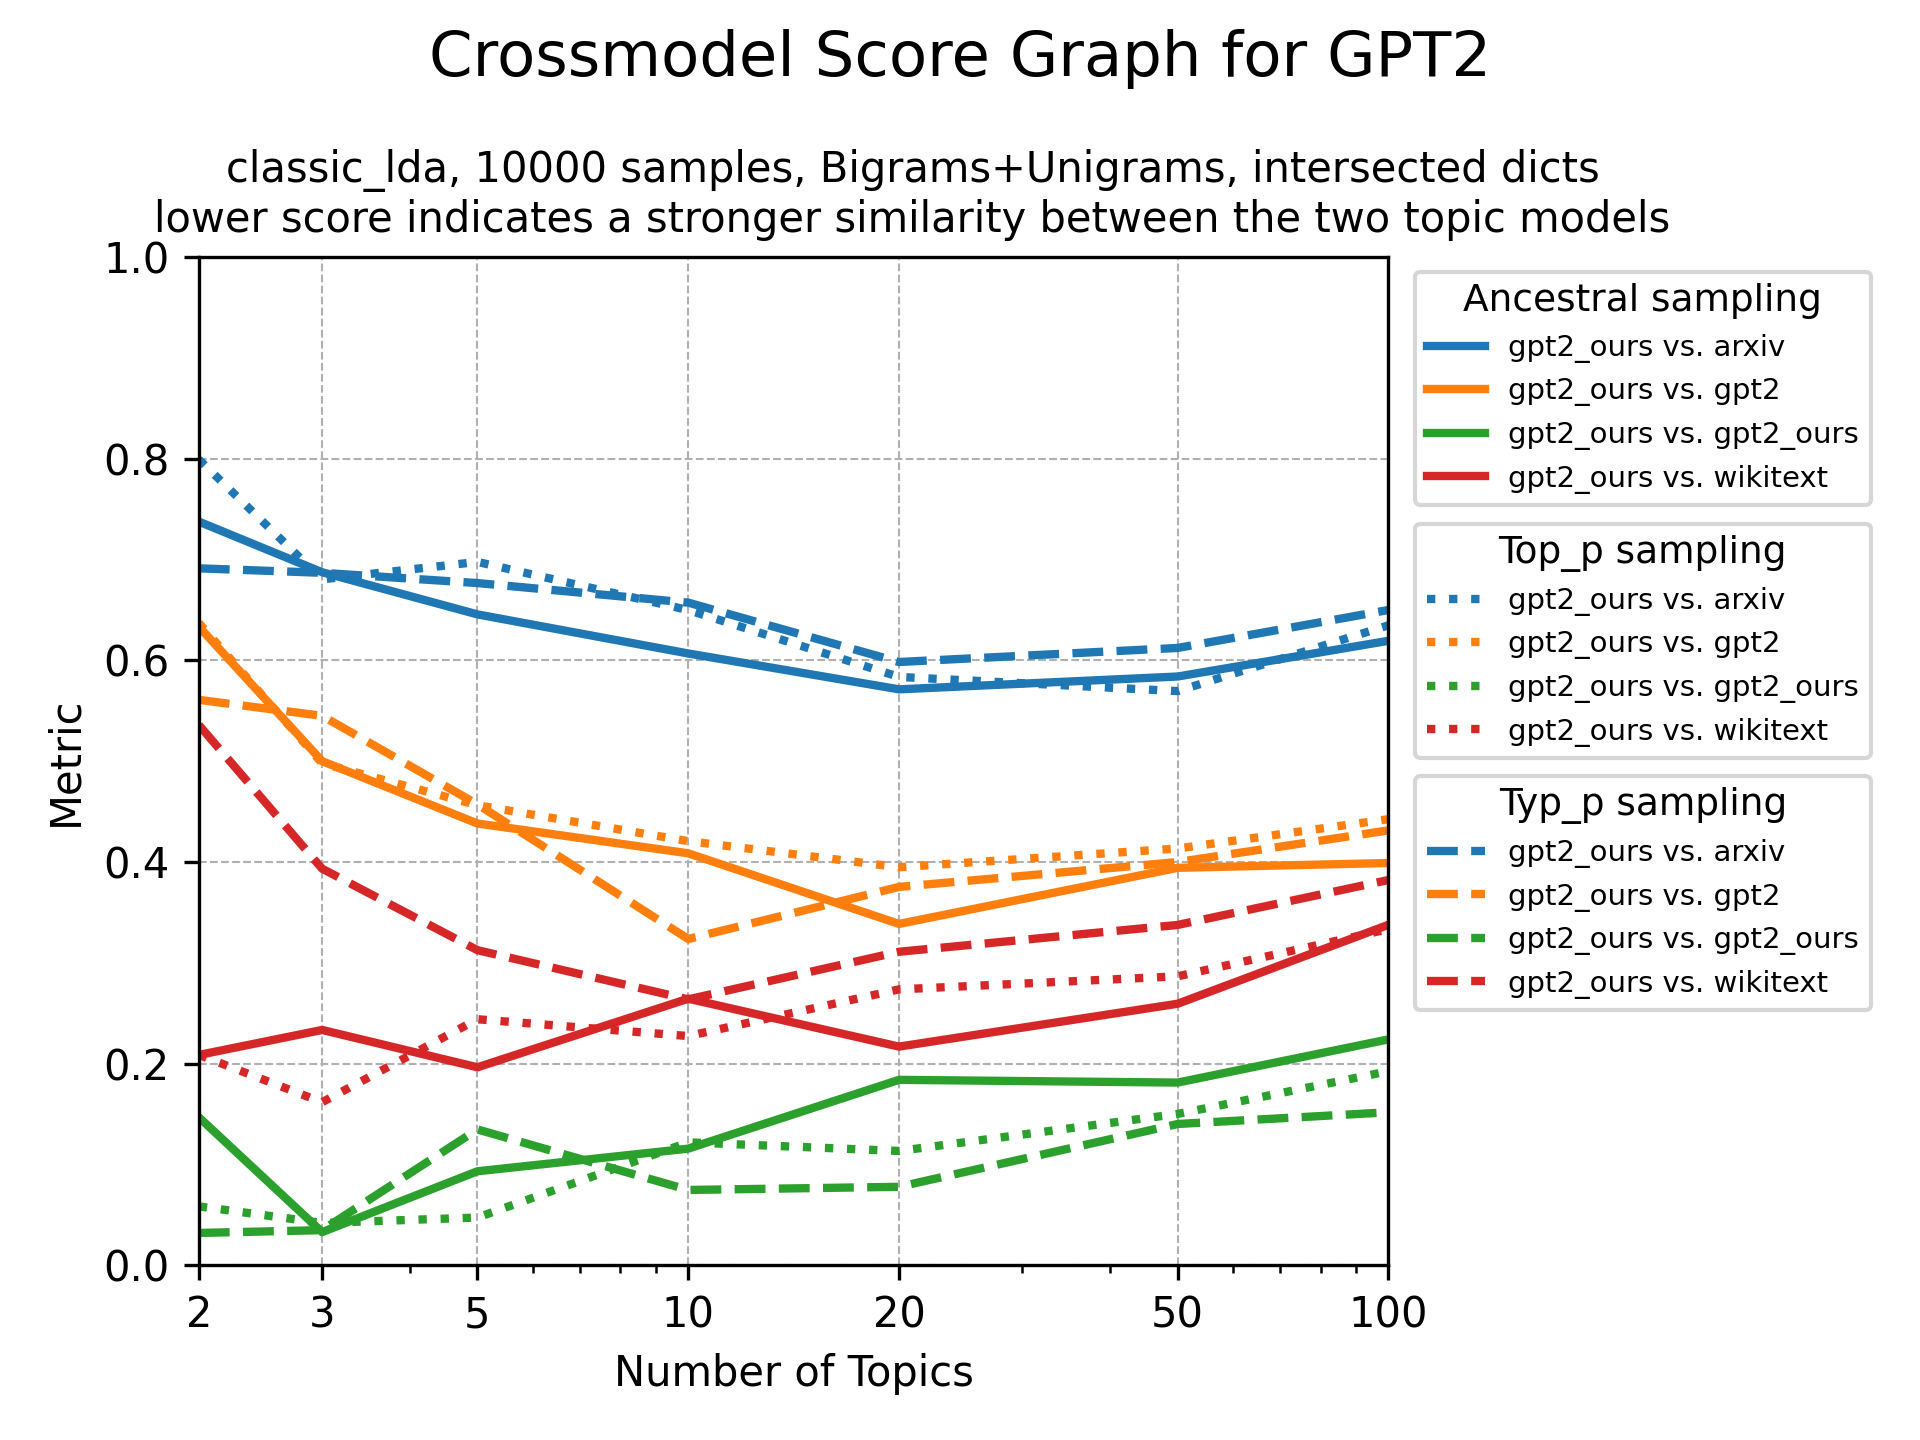 Crossmodel Score Graph for GPT2
classic_lda, 10000 samples, Bigrams+Unigrams, intersected dicts
lower score indicates a stronger similarity between the two topic models
1.0
0.8
0.6
0.4
0.2
0.0
Metric
2 3 5 10 20 50 100
Number of Topics
Ancestral sampling
gpt2_ours vs. arxiv
gpt2_ours vs. gpt2
gpt2_ours vs. gpt2_ours
gpt2_ours vs. wikitext
Top_p sampling
gpt2_ours vs. arxiv
gpt2_ours vs. gpt2
gpt2_ours vs. gpt2_ours
gpt2_ours vs. wikitext
Typ_p sampling
gpt2_ours vs. arxiv
gpt2_ours vs. gpt2
gpt2_ours vs. gpt2_ours
gpt2_ours vs. wikitext